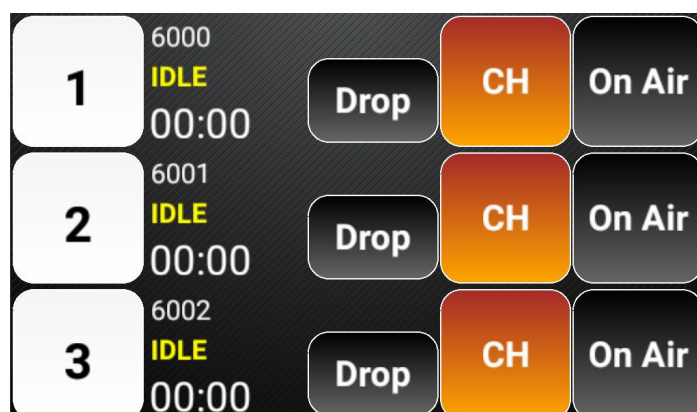 1
6000
IDLE
00:00
Drop
CH
On Air
2
6001
IDLE
00:00
Drop
CH
On Air
3
6002
IDLE
00:00
Drop
CH
On Air